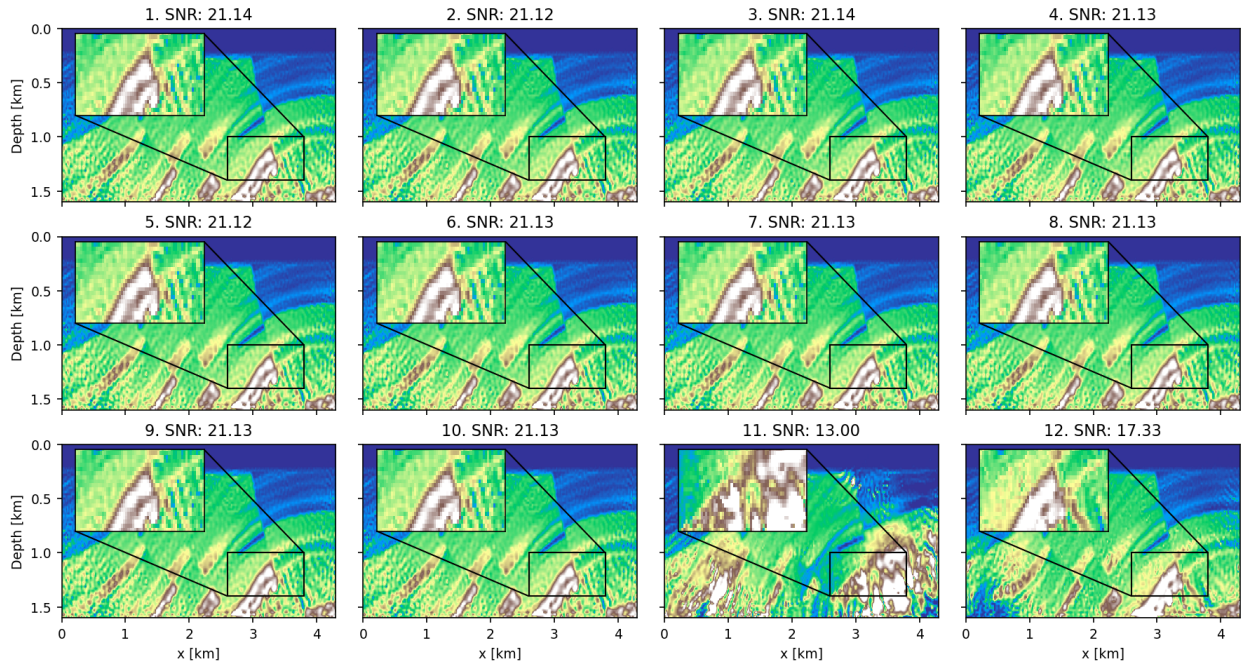 1. SNR: 21.14
2. SNR: 21.12
3. SNR: 21.14
4. SNR: 21.13
0.0
0.5
1.0
1.5
Depth [km]
5. SNR: 21.12
6. SNR: 21.13
7. SNR: 21.13
8. SNR: 21.13
0.0
0.5
1.0
1.5
Depth [km]
9. SNR: 21.13
10. SNR: 21.13
11. SNR: 13.00
12. SNR: 17.33
0.0
0.5
1.0
1.5
Depth [km]
0 1 2 3 4
0 1 2 3 4
0 1 2 3 4
0 1 2 3 4
x [km]
x [km]
x [km]
x [km]